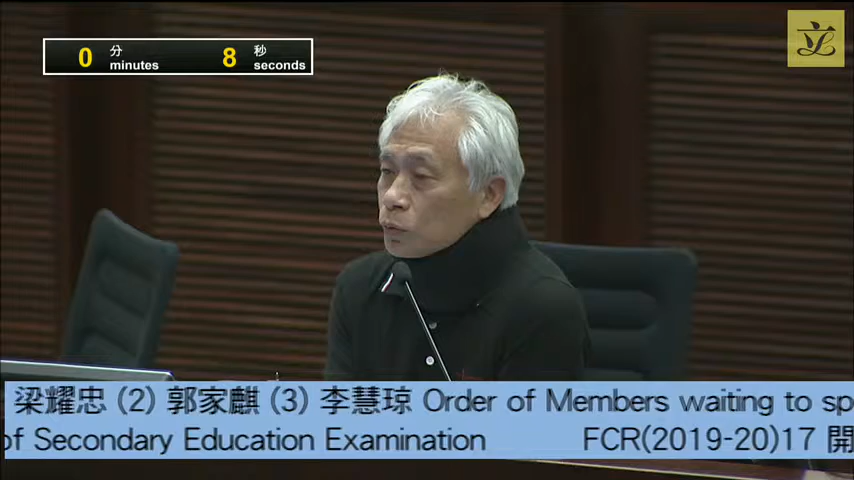 0 分 minutes 8 秒 seconds
梁耀忠 (2) 郭家麒 (3) 李慧琼 Order of Members waiting to sp
of Secondary Education Examination FCR(2019-20)17 開